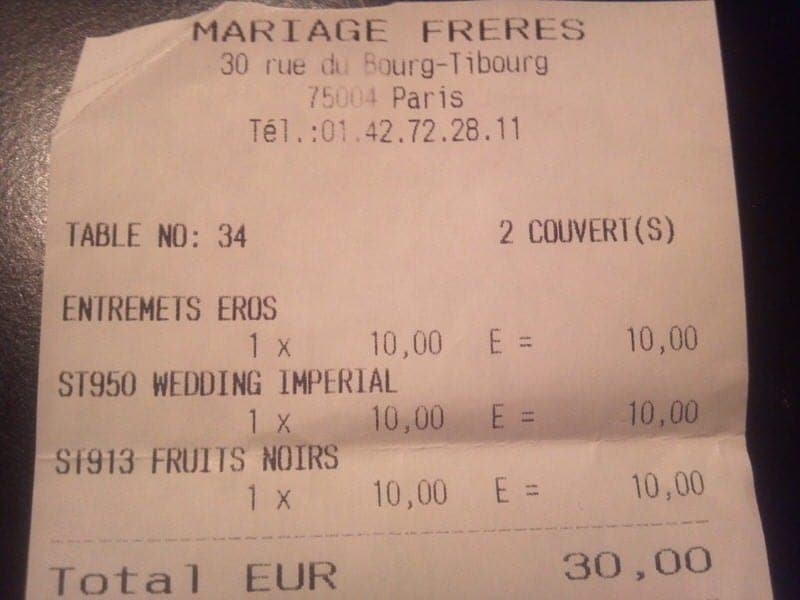 MARIAGE FRERES
30 rue du Bourg-Tibourg
75004 Paris
Tél.:01.42.72.28.11
TABLE NO: 34 2 COUVERT(S)
ENTREMETS EROS
1 x 10,00 E = 10,00
ST950 WEDDING IMPERIAL
1 x 10,00 E = 10,00
ST913 FRUITS NOIRS
1 x 10,00 E = 10,00
Total EUR 30,00